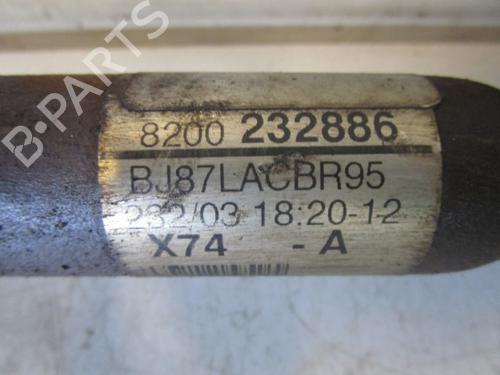 B-PARTS
8200 232886
BJ87LACBR95
232/03 18:20-12
X74 - A